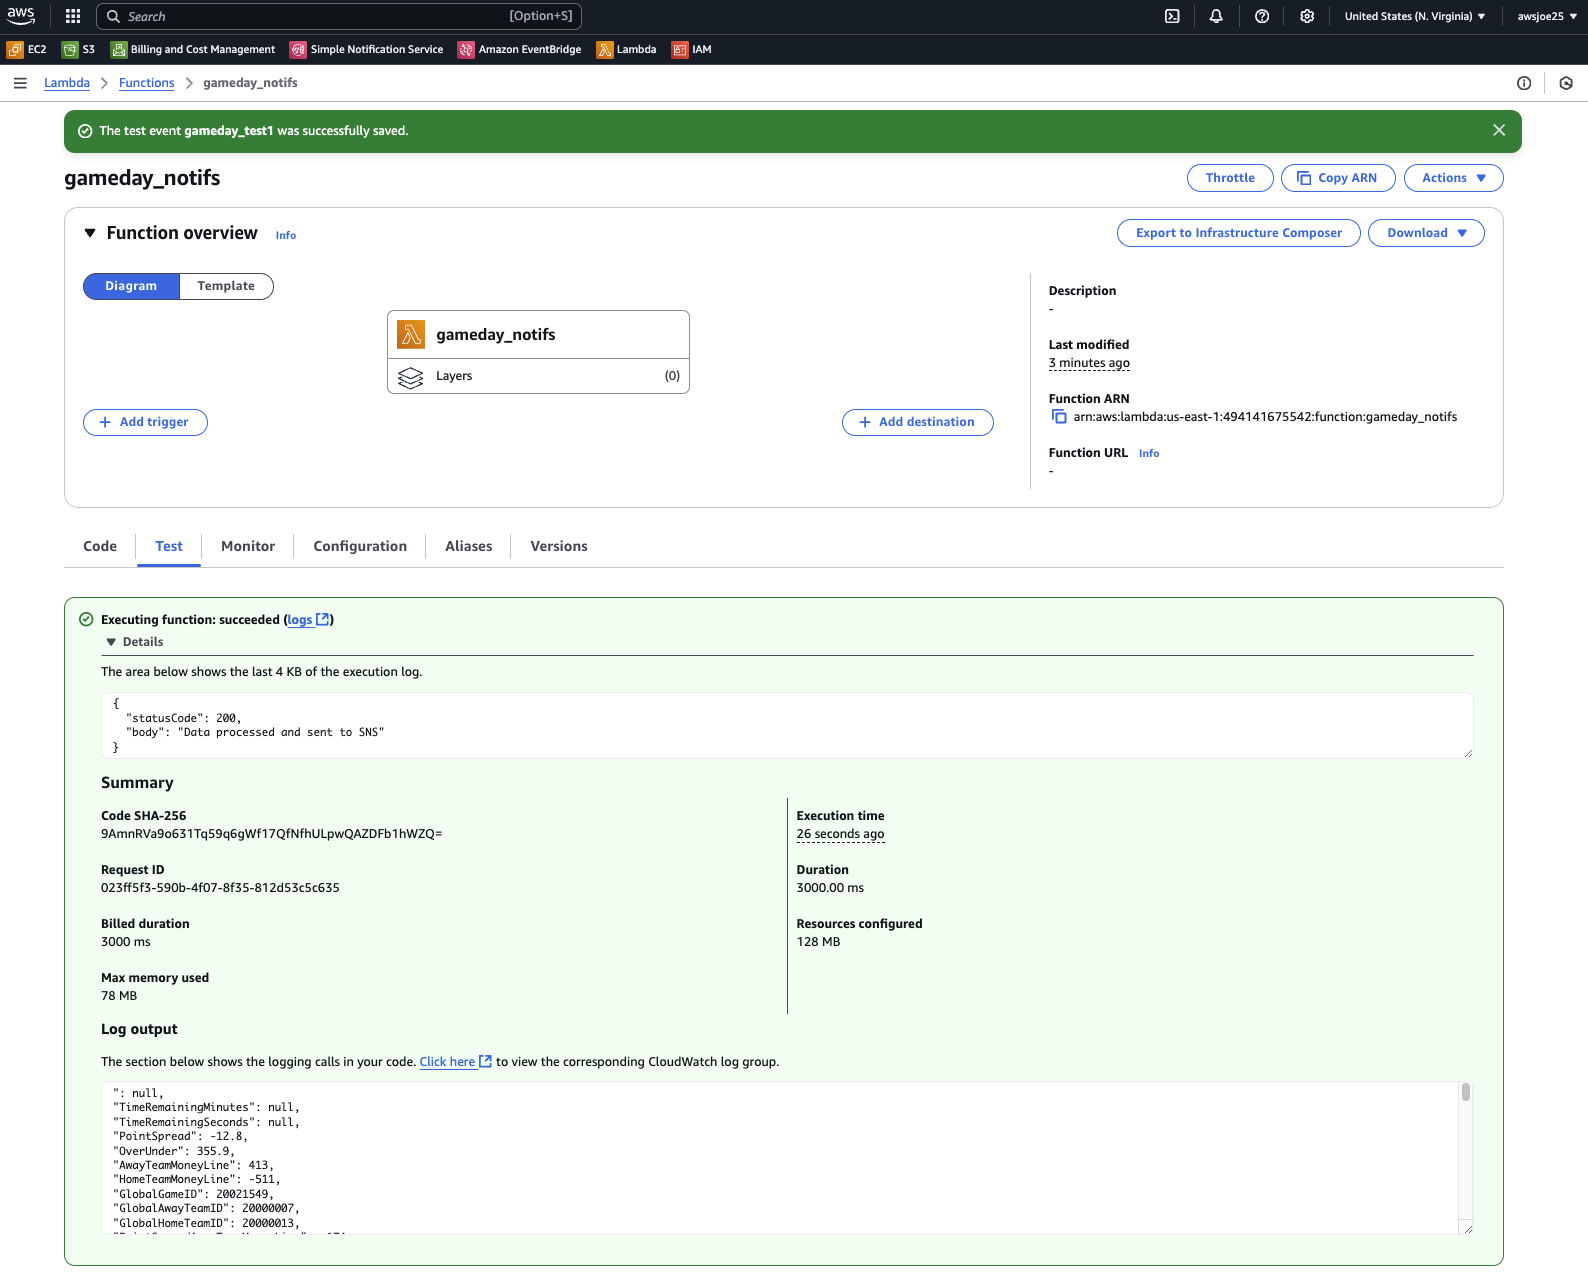 aws Search [Option+S] United States (N. Virginia) awsjoe25
EC2 S3 Billing and Cost Management Simple Notification Service Amazon EventBridge Lambda IAM
Lambda Functions gameday_notifs
The test event gameday_test1 was successfully saved.
gameday_notifs Throttle Copy ARN Actions
Function overview Info Export to Infrastructure Composer Download
Diagram Template
gameday_notifs
Layers (0)
+ Add trigger + Add destination
Description
-
Last modified
3 minutes ago
Function ARN
arn:aws:lambda:us-east-1:494141675542:function:gameday_notifs
Function URL Info
-
Code Test Monitor Configuration Aliases Versions
Executing function: succeeded (logs)
Details
The area below shows the last 4 KB of the execution log.
{
"statusCode": 200,
"body": "Data processed and sent to SNS"
}
Summary
Code SHA-256
9AmnRVa9o631Tq59q6gWf17QfNfhULpwQAZDFb1hWZQ=
Execution time
26 seconds ago
Request ID
023ff5f3-590b-4f07-8f35-812d53c5c635
Duration
3000.00 ms
Billed duration
3000 ms
Resources configured
128 MB
Max memory used
78 MB
Log output
The section below shows the logging calls in your code. Click here to view the corresponding CloudWatch log group.
": null,
"TimeRemainingMinutes": null,
"TimeRemainingSeconds": null,
"PointSpread": -12.8,
"OverUnder": 355.9,
"AwayTeamMoneyLine": 413,
"HomeTeamMoneyLine": -511,
"GlobalGameID": 20021549,
"GlobalAwayTeamID": 20000007,
"GlobalHomeTeamID": 20000013,